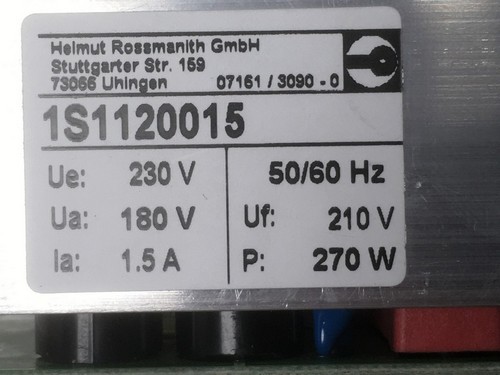 Helmut Rossmanith GmbH
Stuttgarter Str. 159
73066 Uhingen 07161 / 3090 - 0
1S1120015
Ue: 230 V 50/60 Hz
Ua: 180 V Uf: 210 V
Ia: 1.5 A P: 270 W